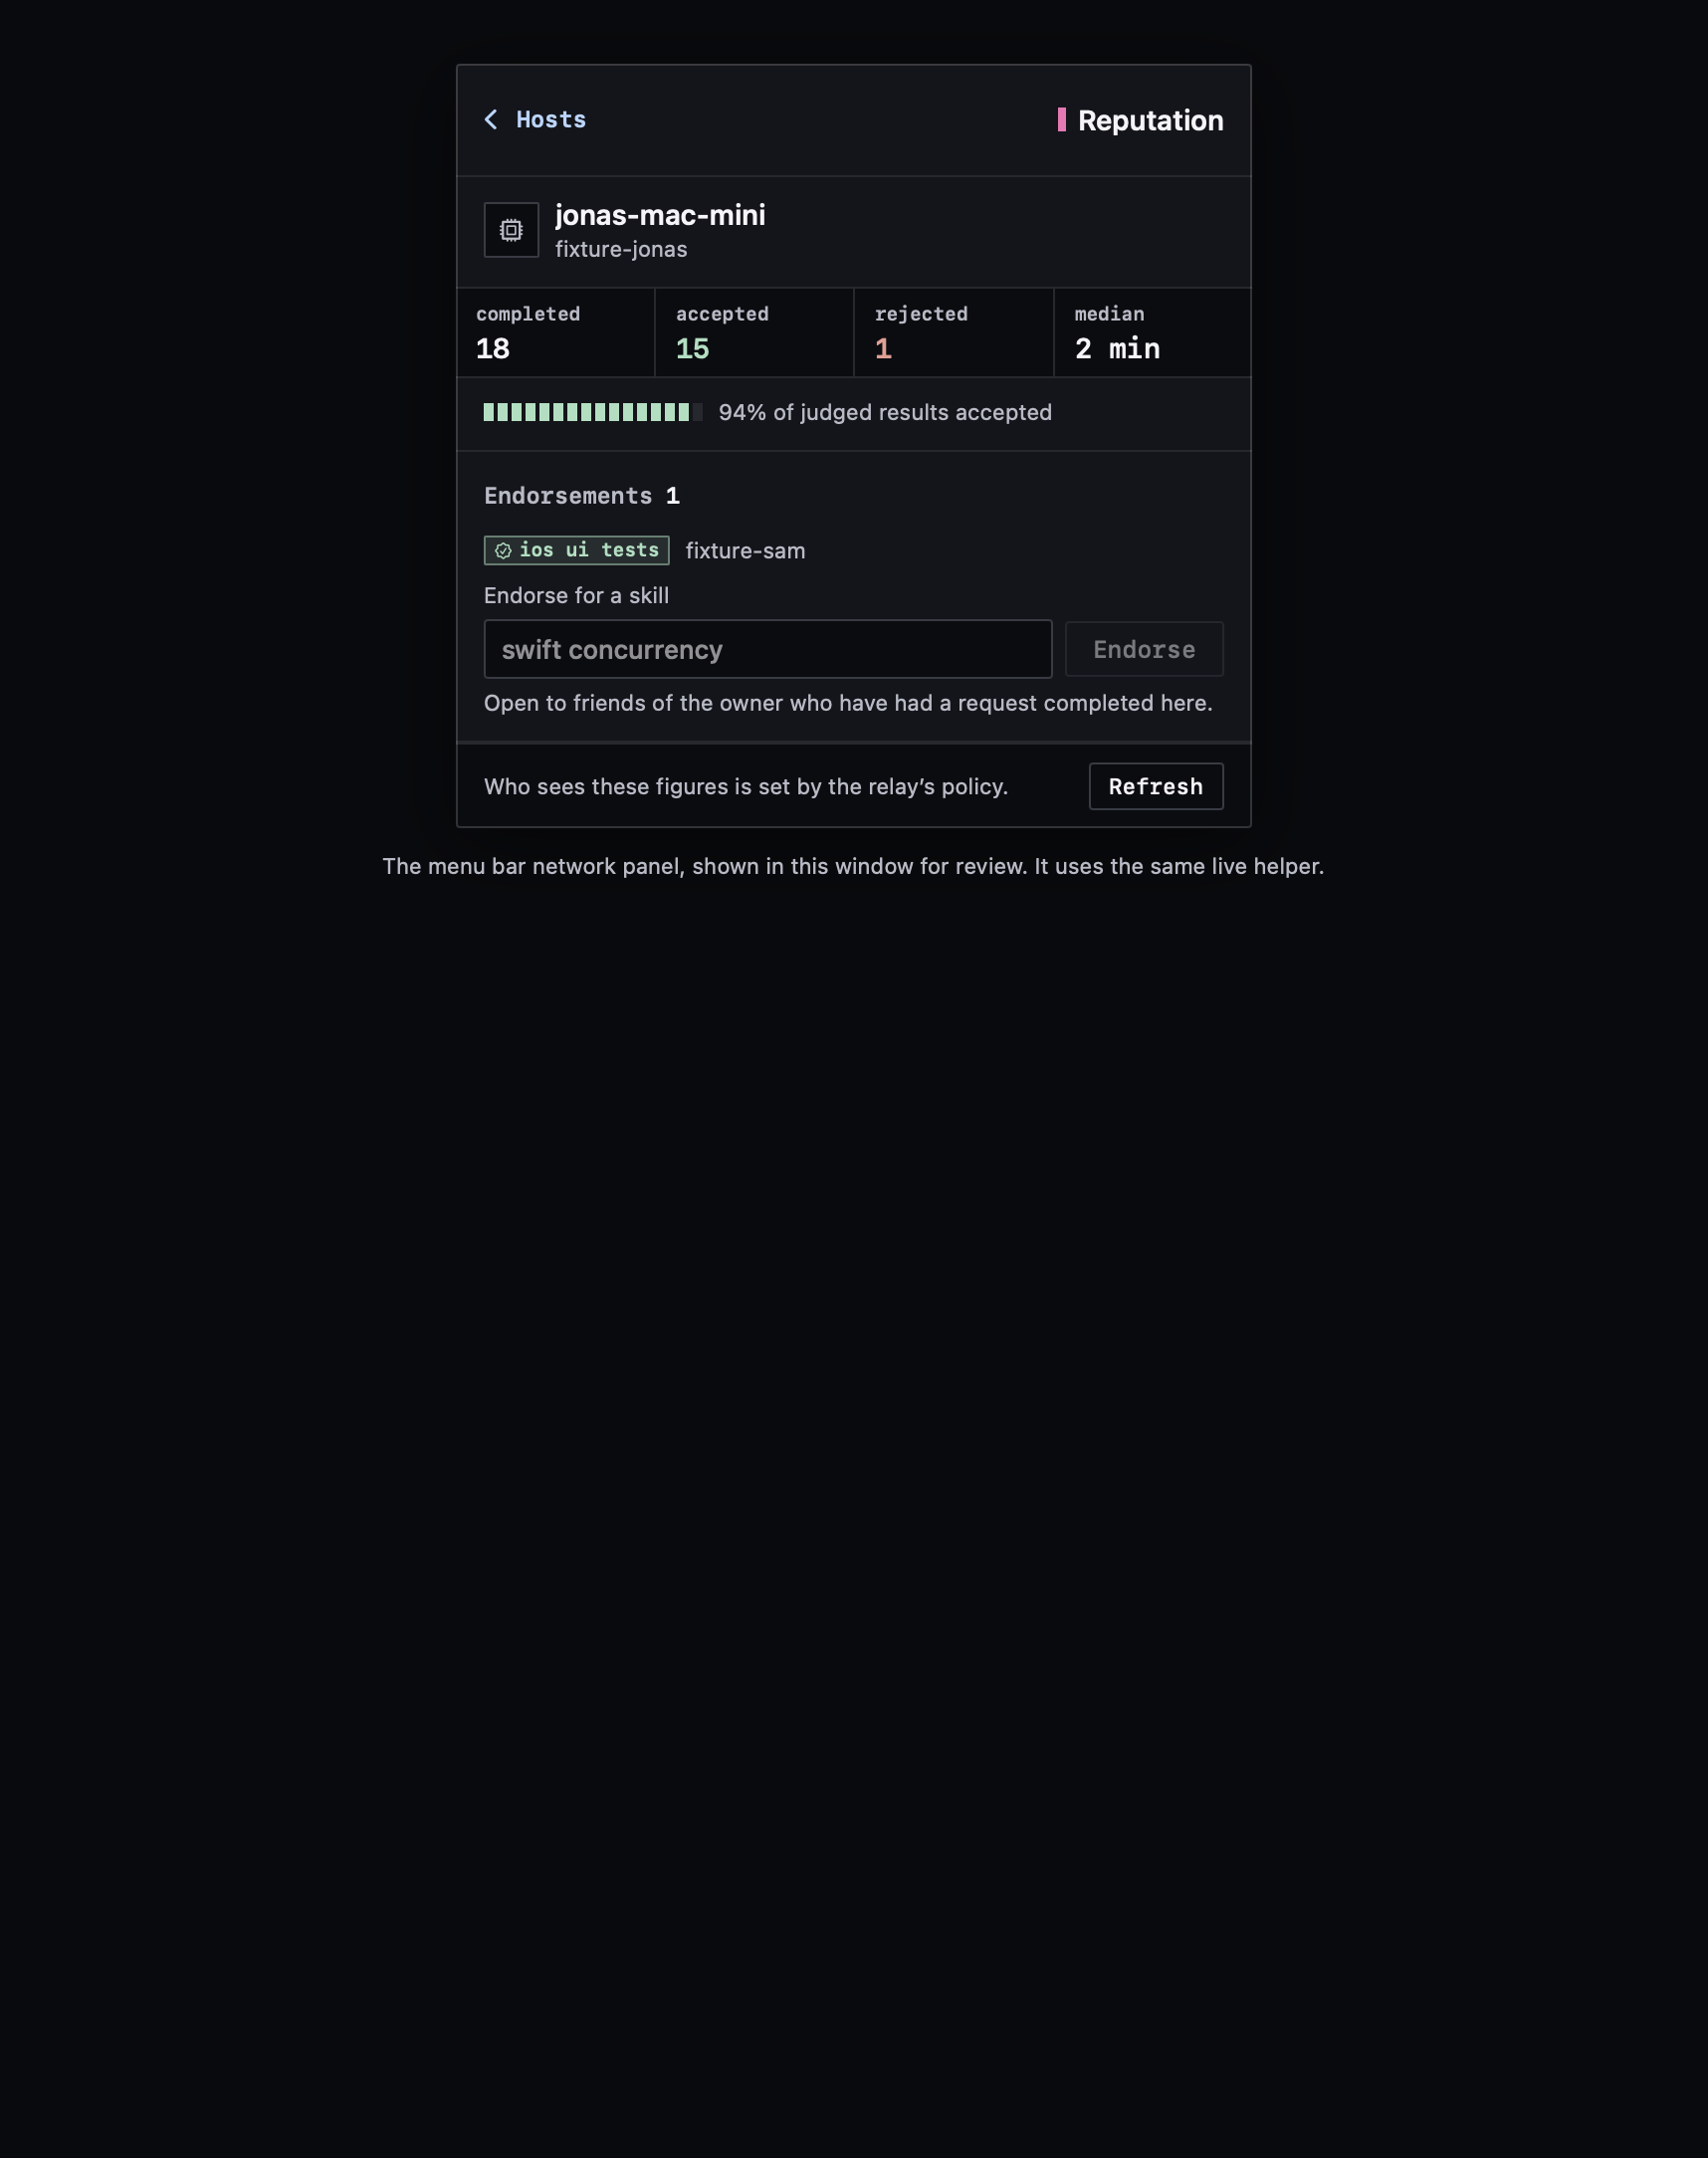 Hosts
Reputation
jonas-mac-mini
fixture-jonas
completed accepted rejected median
18 15 1 2 min
94% of judged results accepted
Endorsements 1
ios ui tests fixture-sam
Endorse for a skill
swift concurrency Endorse
Open to friends of the owner who have had a request completed here.
Who sees these figures is set by the relay’s policy. Refresh
The menu bar network panel, shown in this window for review. It uses the same live helper.